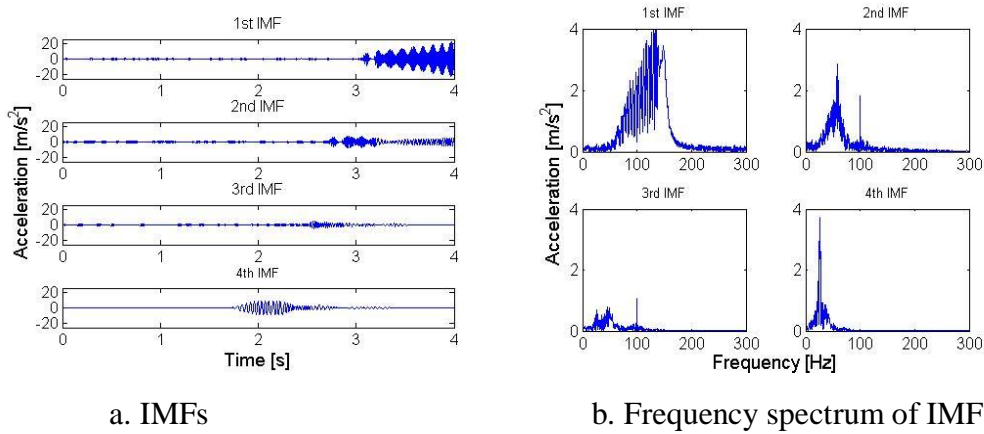 1st IMF
20
0
-20
0 1 2 3 4
2nd IMF
20
0
-20
0 1 2 3 4
3rd IMF
20
0
-20
0 1 2 3 4
4th IMF
20
0
-20
0 1 2 3 4
Acceleration [m/s²]
Time [s]
1st IMF
4
2
0
0 100 200 300
2nd IMF
4
2
0
0 100 200 300
3rd IMF
4
2
0
0 100 200 300
4th IMF
4
2
0
0 100 200 300
Acceleration [m/s²]
Frequency [Hz]
a. IMFs
b. Frequency spectrum of IMF